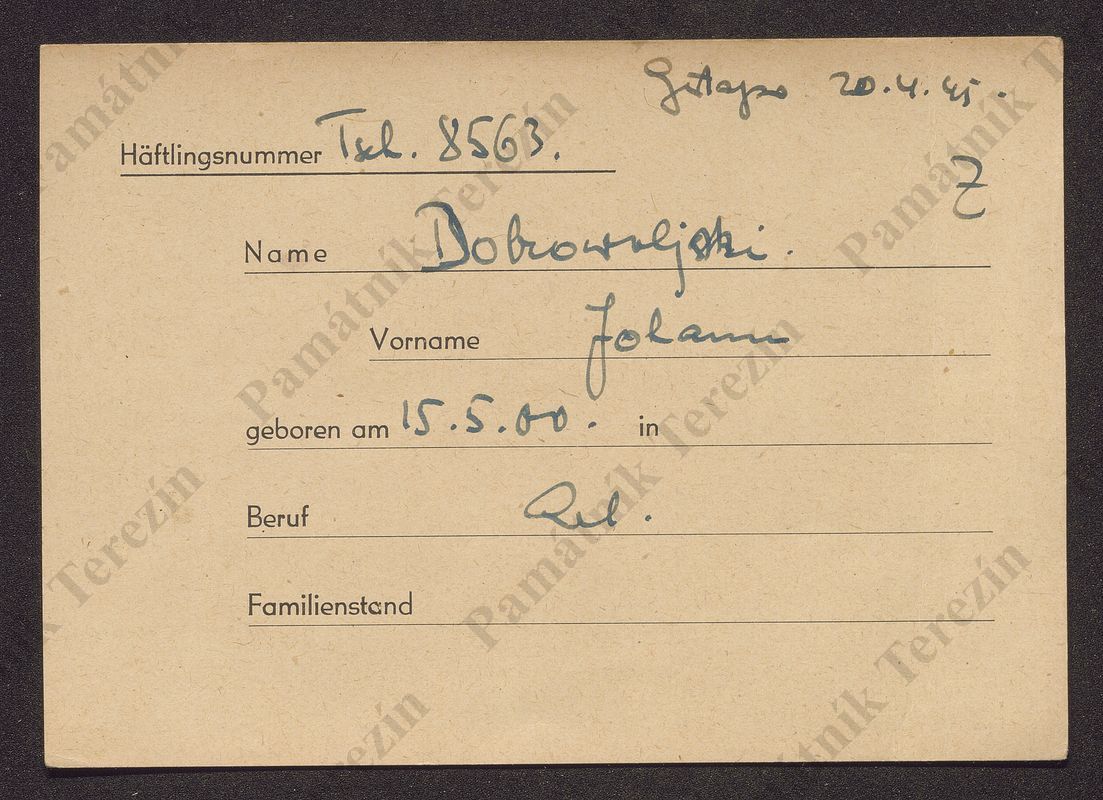 Gestapo 20.4.45.
Häftlingsnummer Tsch. 8563.
Z
Name Dobrowoljski.
Vorname Johann
geboren am 15.5.00. in
Beruf
Familienstand
Památník Terezín